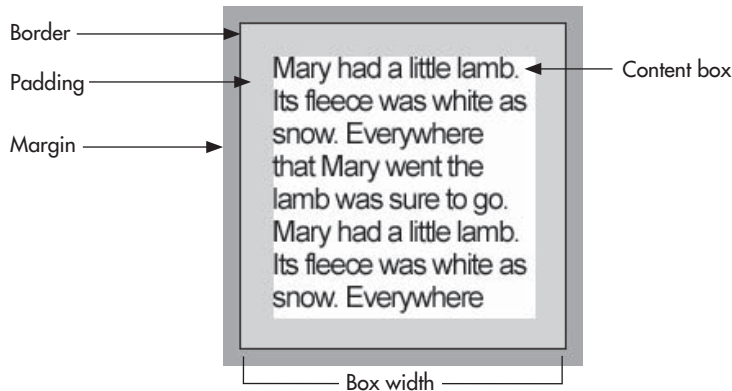 Border
Padding
Margin
Mary had a little lamb.
Its fleece was white as
snow. Everywhere
that Mary went the
lamb was sure to go.
Mary had a little lamb.
Its fleece was white as
snow. Everywhere
Content box
Box width